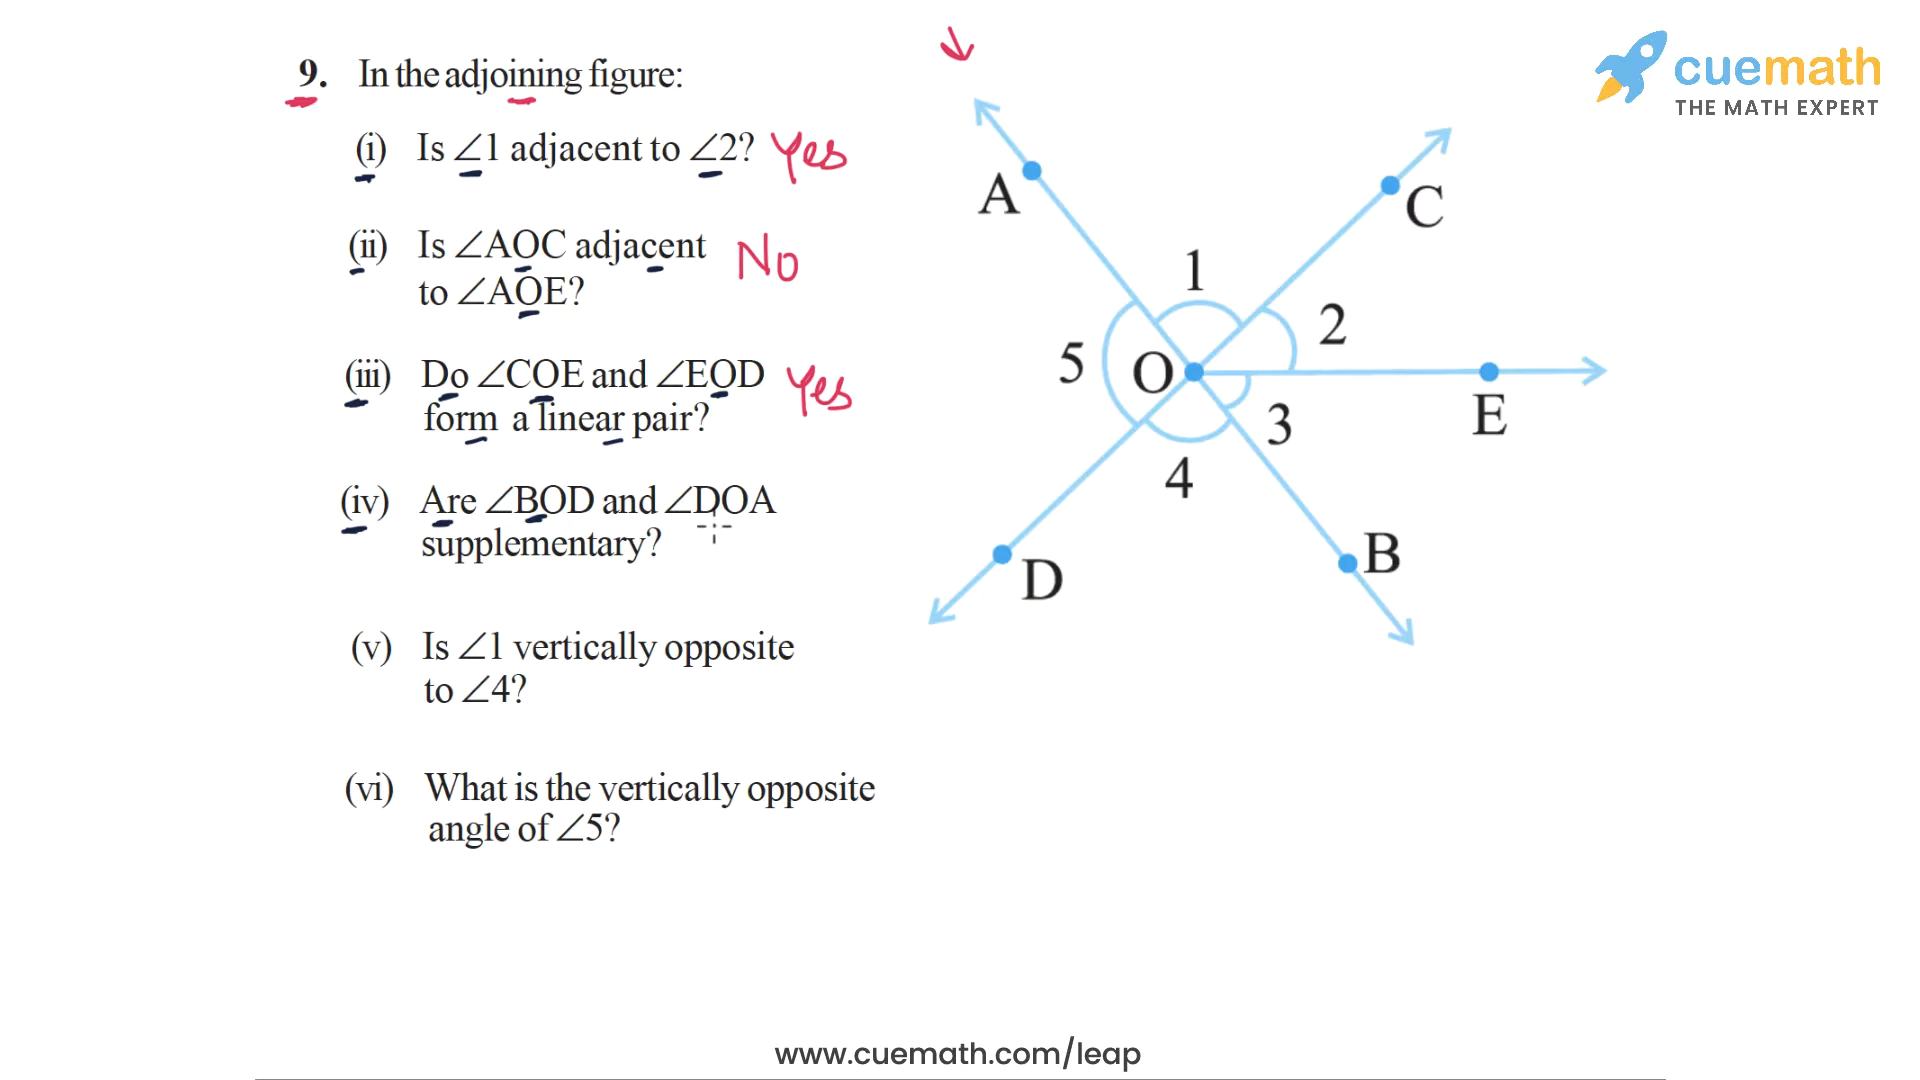 cuemath
THE MATH EXPERT
9. In the adjoining figure:
(i) Is ∠1 adjacent to ∠2? Yes
(ii) Is ∠AOC adjacent
to ∠AOE? No
(iii) Do ∠COE and ∠EOD
form a linear pair? Yes
(iv) Are ∠BOD and ∠DOA
supplementary?
(v) Is ∠1 vertically opposite
to ∠4?
(vi) What is the vertically opposite
angle of ∠5?
A
C
1
2
5
O
3
E
4
B
D
www.cuemath.com/leap